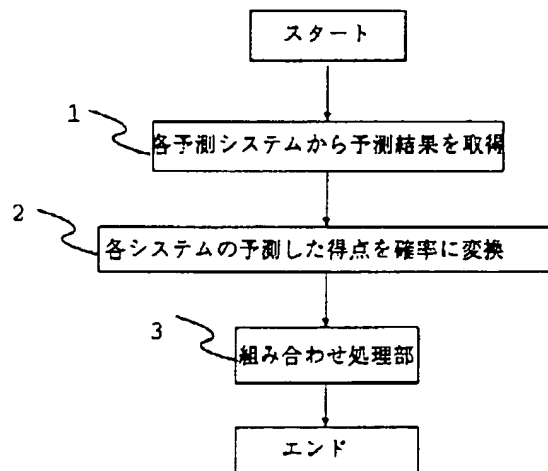 スタート
1
各予測システムから予測結果を取得
2
各システムの予測した得点を確率に変換
3
組み合わせ処理部
エンド